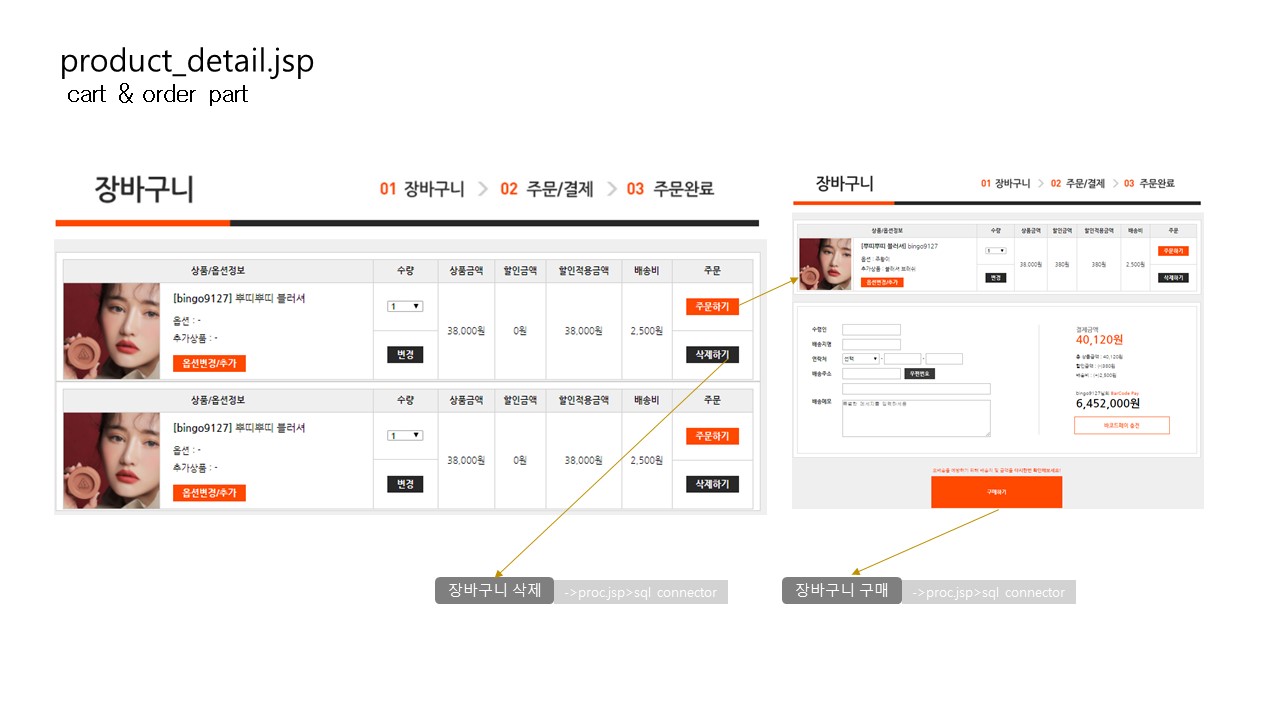 product_detail.jsp
cart & order part
장바구니
01 장바구니 > 02 주문/결제 > 03 주문완료
상품/옵션정보 수량 상품금액 할인금액 할인적용금액 배송비 주문
[bingo9127] 뿌띠뿌띠 블러셔
옵션 : -
추가상품 : -
옵션변경/추가
1
변경
38,000원
0원
38,000원
2,500원
주문하기
삭제하기
상품/옵션정보 수량 상품금액 할인금액 할인적용금액 배송비 주문
[bingo9127] 뿌띠뿌띠 블러셔
옵션 : -
추가상품 : -
옵션변경/추가
1
변경
38,000원
0원
38,000원
2,500원
주문하기
삭제하기
장바구니 삭제
->proc.jsp>sql connector
장바구니
01 장바구니 > 02 주문/결제 > 03 주문완료
상품/옵션정보 수량 상품금액 할인금액 할인적용금액 배송비 주문
[뿌띠뿌띠 블러셔] bingo9127
옵션 : 주황이
추가상품 : 블러셔 브러쉬
옵션변경/추가
1
변경
38,000원
380원
380원
2,500원
주문하기
삭제하기
수령인
배송지명
연락처 선택 - -
배송주소 우편번호
배송메모
결제금액
40,120원
총 상품금액 : 40,120원
할인금액 : (-)380원
배송비 : (+)2,500원
bingo9127님의 BarCode Pay
6,452,000원
바코드페이 충전
구매하기
장바구니 구매
->proc.jsp>sql connector